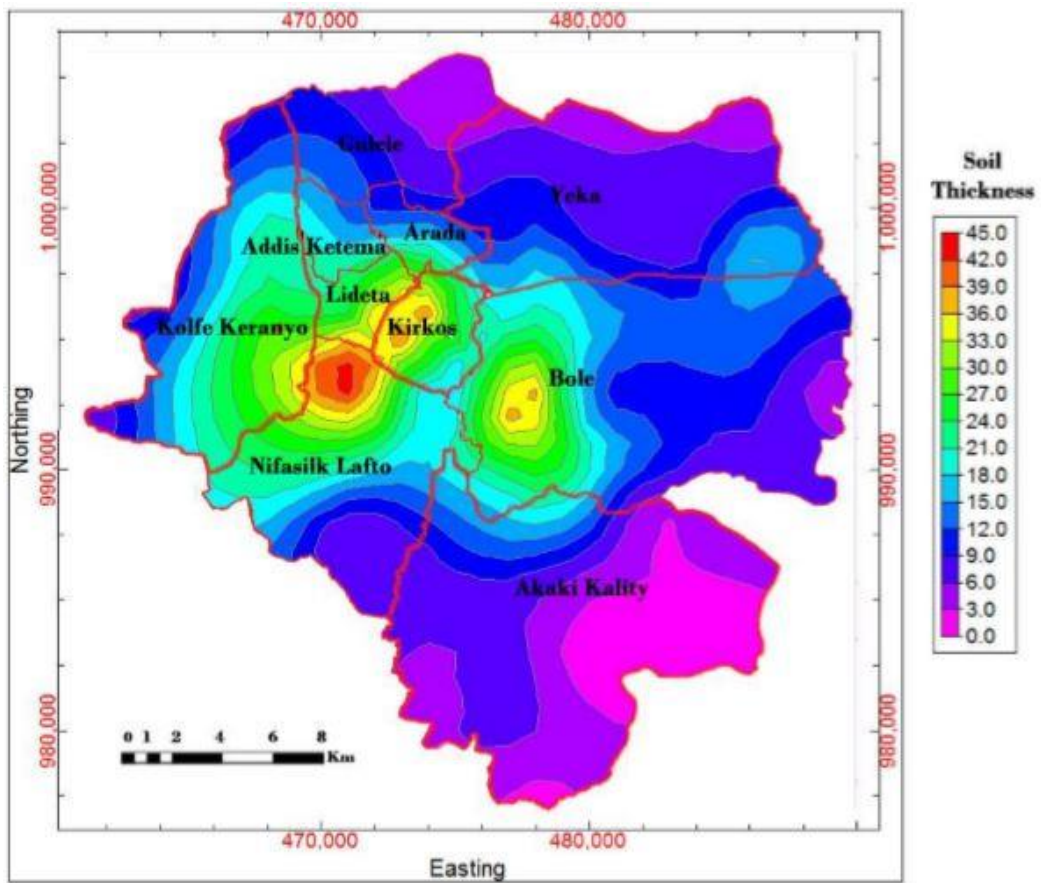 470,000
480,000
1,000,000
1,000,000
990,000
990,000
980,000
980,000
Northing
Gulele
Yeka
Arada
Addis Ketema
Lideta
Kolfe Keranyo
Kirkos
Bole
Nifasilk Lafto
Akaki Kality
0 1 2 4 6 8
Km
470,000
480,000
Easting
Soil
Thickness
45.0
42.0
39.0
36.0
33.0
30.0
27.0
24.0
21.0
18.0
15.0
12.0
9.0
6.0
3.0
0.0